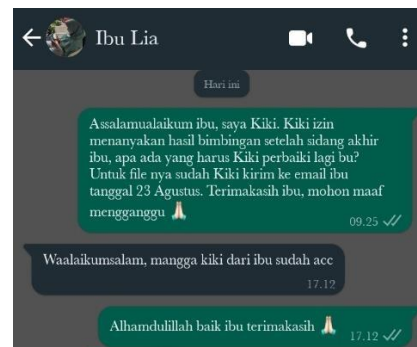 Ibu Lia
Hari ini
Assalamualaikum ibu, saya Kiki. Kiki izin
menanyakan hasil bimbingan setelah sidang akhir
ibu, apa ada yang harus Kiki perbaiki lagi bu?
Untuk file nya sudah Kiki kirim ke email ibu
tanggal 23 Agustus. Terimakasih ibu, mohon maaf
mengganggu 🙏🏻
09.25
Waalaikumsalam, mangga kiki dari ibu sudah acc
17.12
Alhamdulillah baik ibu terimakasih 🙏🏻
17.12